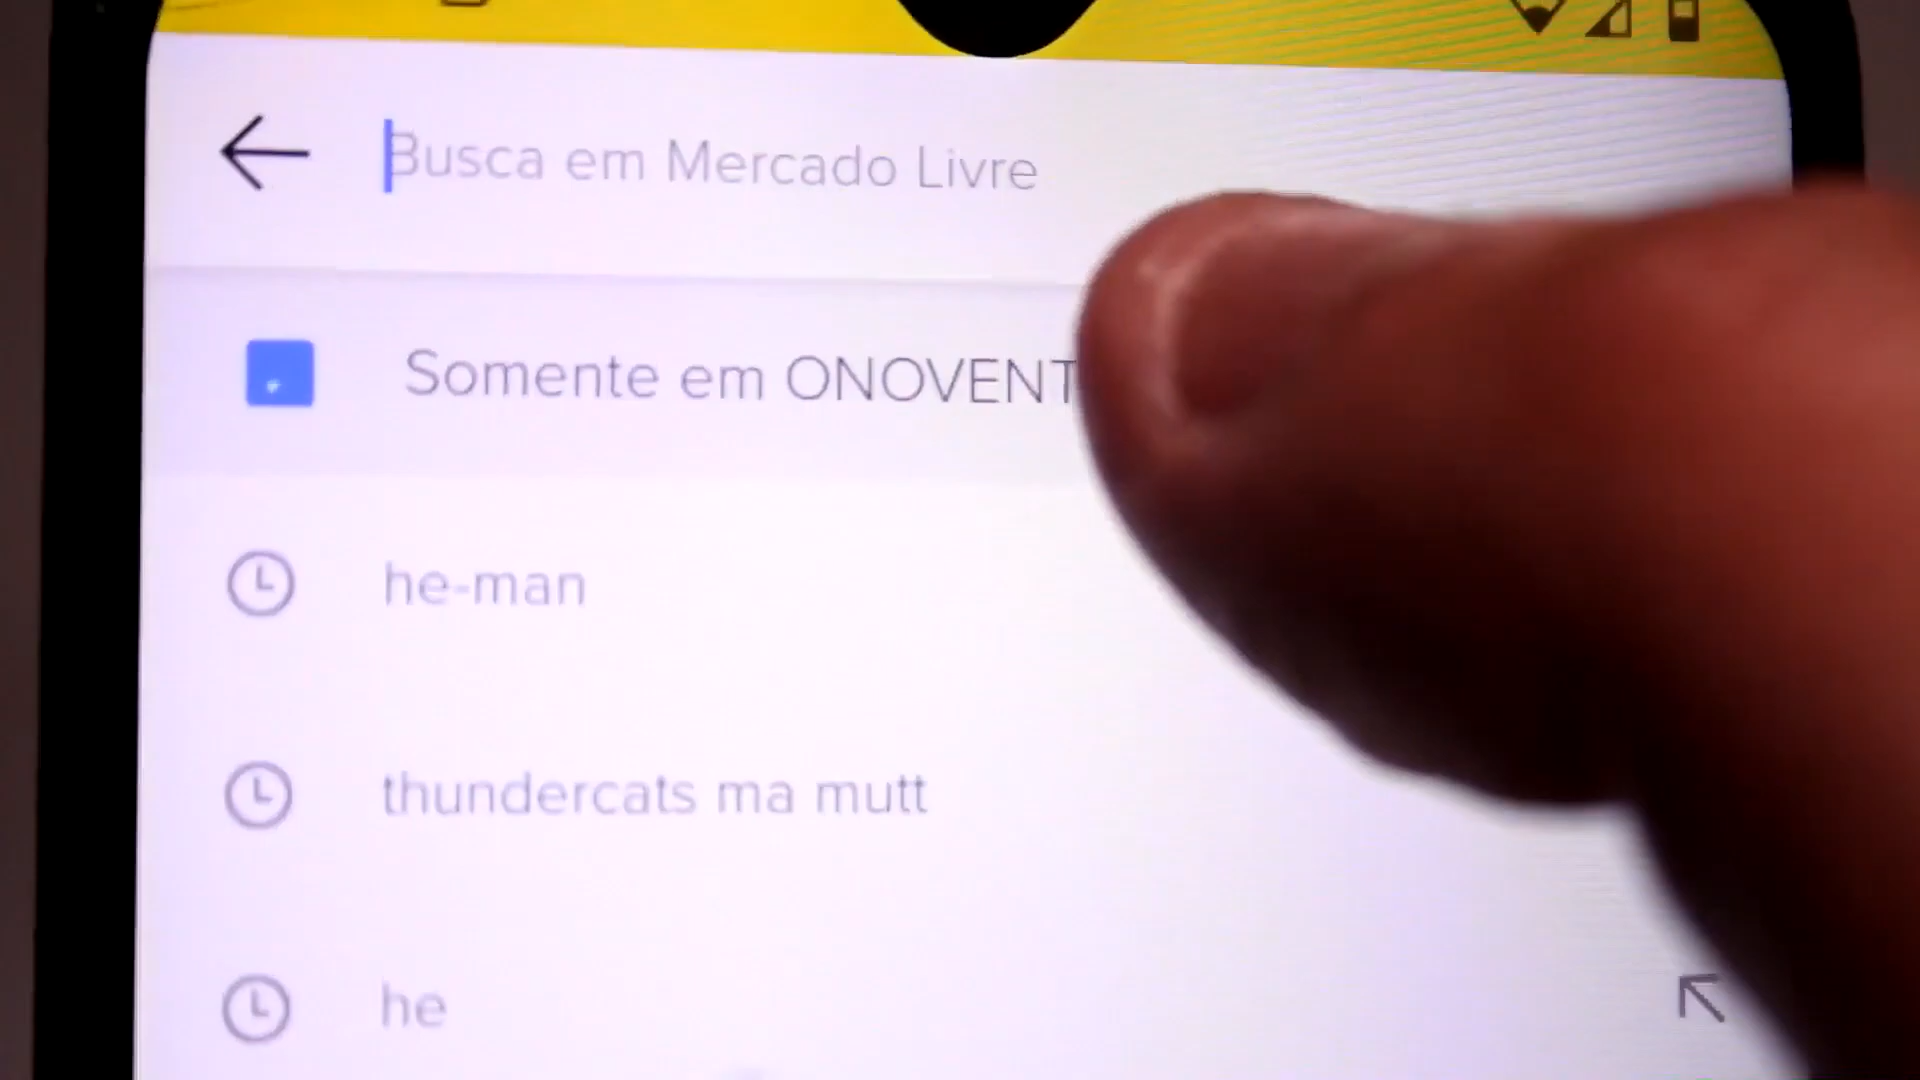 Busca em Mercado Livre
Somente em ONOVENT
he-man
thundercats ma mutt
he